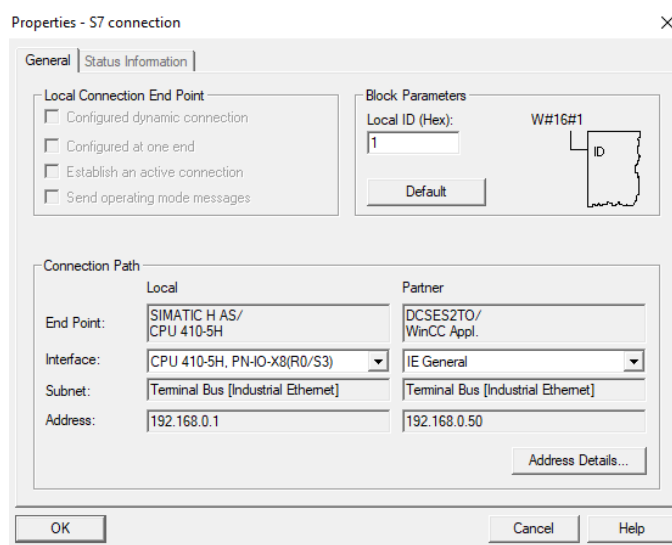 Properties - S7 connection
General
Status Information
Local Connection End Point
Configured dynamic connection
Configured at one end
Establish an active connection
Send operating mode messages
Block Parameters
Local ID (Hex):
W#16#1
1
ID
Default
Connection Path
Local
Partner
End Point:
SIMATIC H AS/
CPU 410-5H
DCSES2TO/
WinCC Appl.
Interface:
CPU 410-5H, PN-IO-X8(R0/S3)
IE General
Subnet:
Terminal Bus [Industrial Ethernet]
Terminal Bus [Industrial Ethernet]
Address:
192.168.0.1
192.168.0.50
Address Details...
OK
Cancel
Help